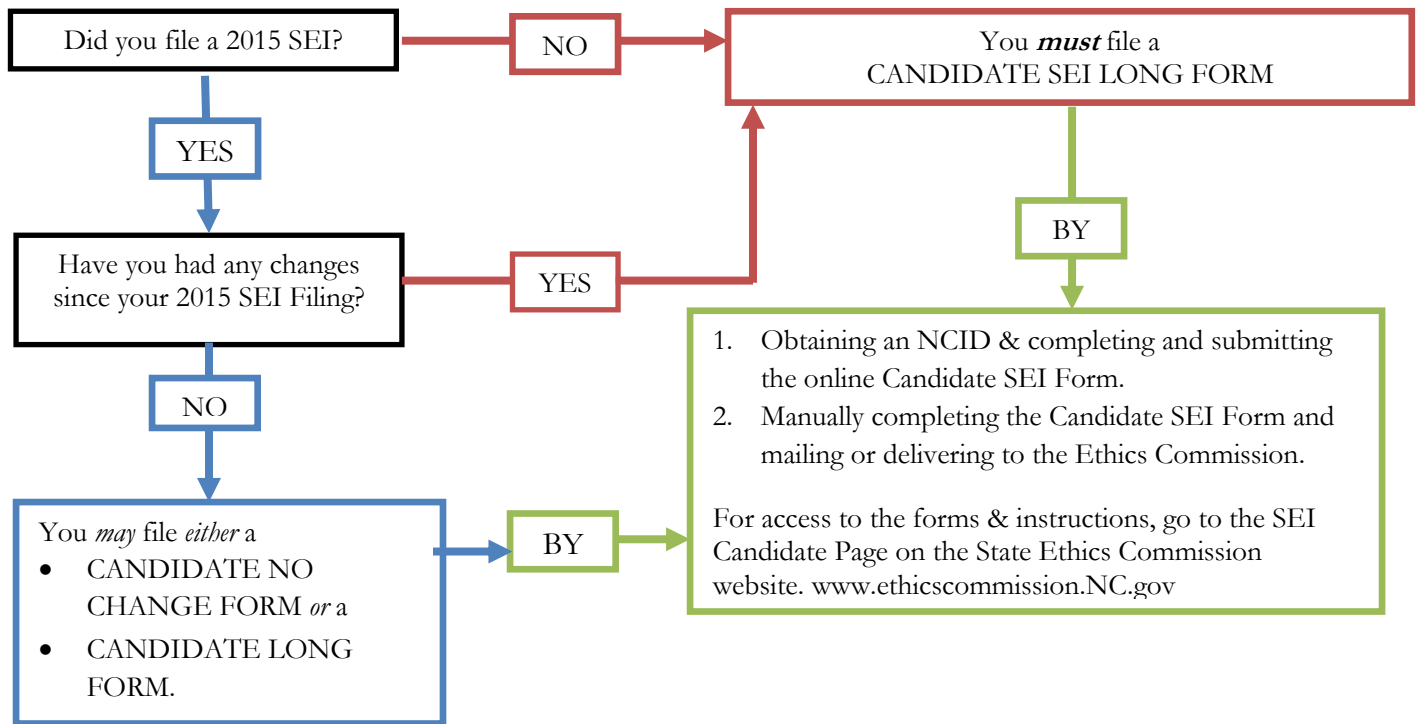 Did you file a 2015 SEI?
NO
You must file a
CANDIDATE SEI LONG FORM
YES
BY
Have you had any changes
since your 2015 SEI Filing?
YES
1. Obtaining an NCID & completing and submitting
the online Candidate SEI Form.
2. Manually completing the Candidate SEI Form and
mailing or delivering to the Ethics Commission.
For access to the forms & instructions, go to the SEI
Candidate Page on the State Ethics Commission
website. www.ethicscommission.NC.gov
NO
You may file either a
• CANDIDATE NO
CHANGE FORM or a
• CANDIDATE LONG
FORM.
BY